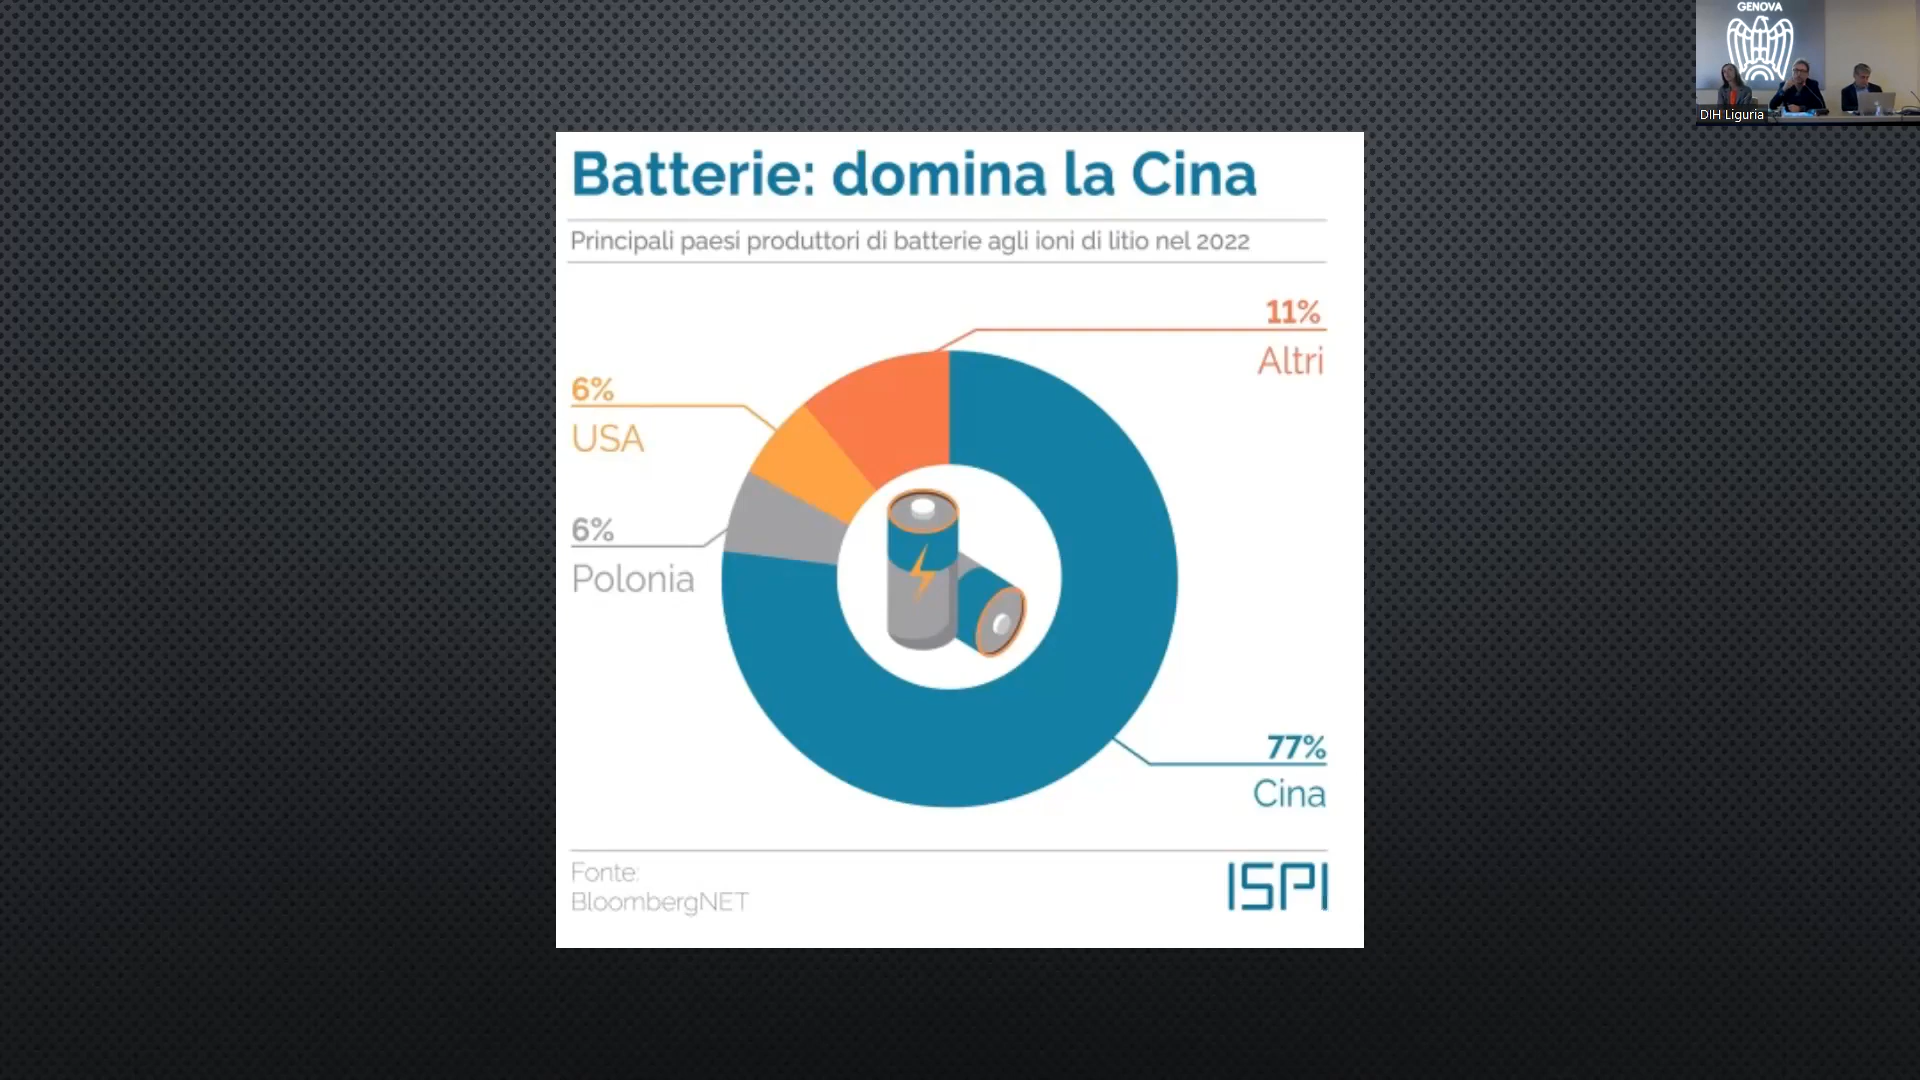 GENOVA
DIH Liguria
Batterie: domina la Cina
Principali paesi produttori di batterie agli ioni di litio nel 2022
11%
Altri
6%
USA
6%
Polonia
77%
Cina
Fonte:
BloombergNET
ISPI